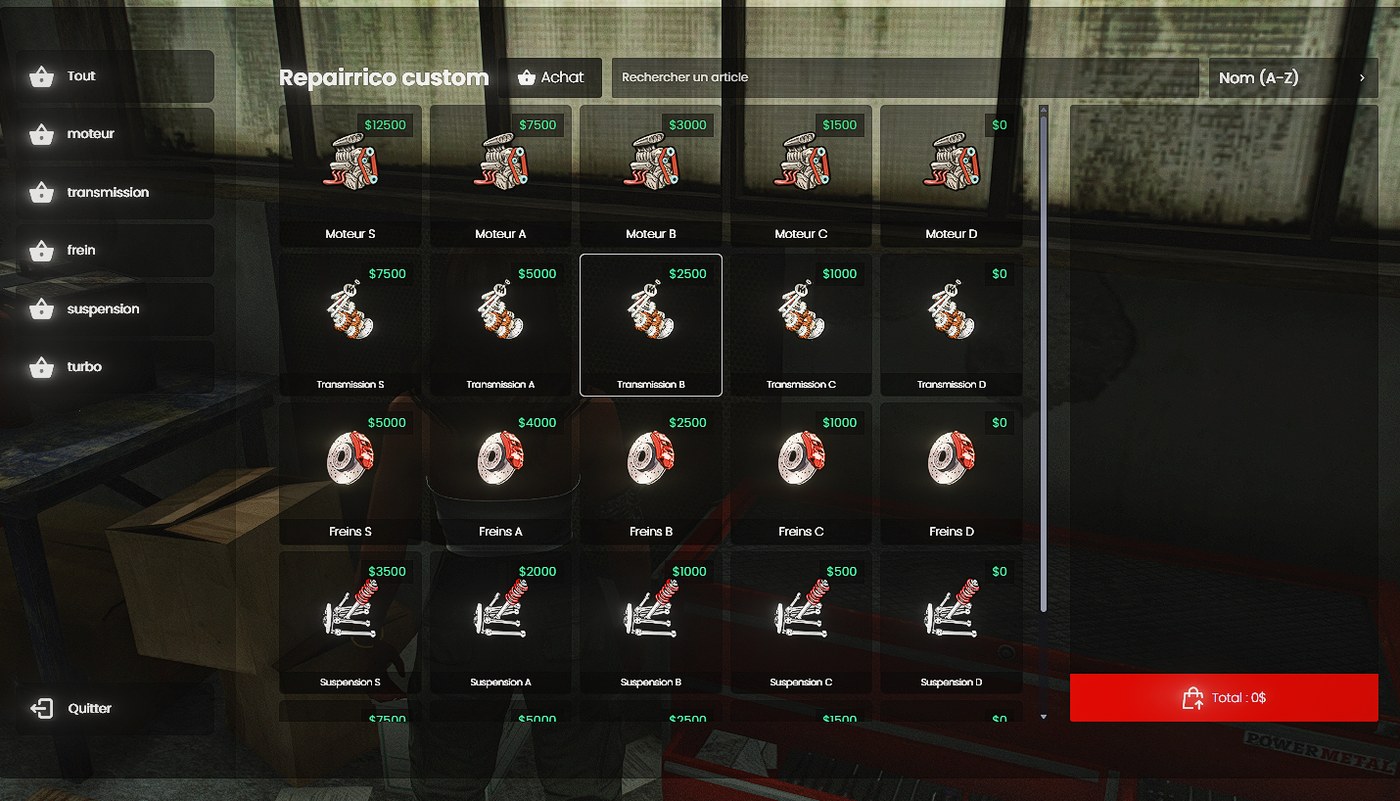 Tout
moteur
transmission
frein
suspension
turbo
Quitter
Repairrico custom
Achat
Rechercher un article
Nom (A-Z)
$12500 $7500 $3000 $1500 $0
Moteur S Moteur A Moteur B Moteur C Moteur D
$7500 $5000 $2500 $1000 $0
Transmission S Transmission A Transmission B Transmission C Transmission D
$5000 $4000 $2500 $1000 $0
Freins S Freins A Freins B Freins C Freins D
$3500 $2000 $1000 $500 $0
Suspension S Suspension A Suspension B Suspension C Suspension D
$7500 $5000 $2500 $1500 $0
Total : 0$
POWERMETAL